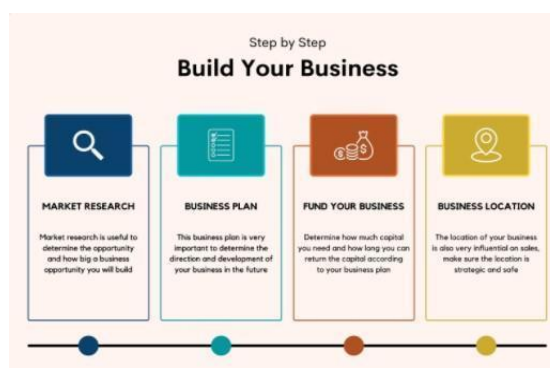 Step by Step
Build Your Business
MARKET RESEARCH
Market research is useful to
determine the opportunity
and how big a business
opportunity you will build
BUSINESS PLAN
This business plan is very
important to determine the
direction and development of
your business in the future
FUND YOUR BUSINESS
Determine how much capital
you need and how long you can
return the capital according
to your business plan
BUSINESS LOCATION
The location of your business
is also very influential on sales,
make sure the location is
strategic and safe